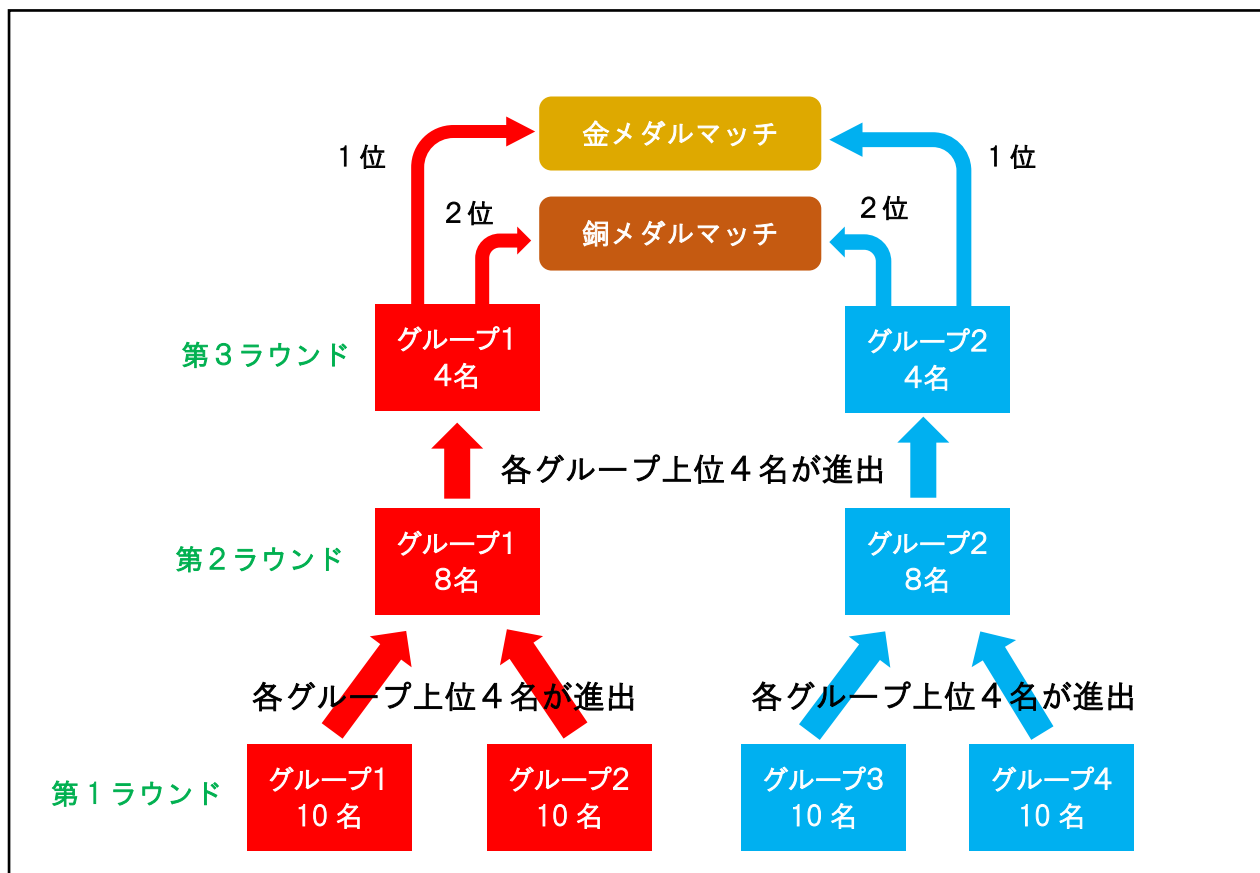 金メダルマッチ
1位
1位
2位
2位
銅メダルマッチ
第3ラウンド
グループ1
4名
グループ2
4名
各グループ上位4名が進出
第2ラウンド
グループ1
8名
グループ2
8名
各グループ上位4名が進出
各グループ上位4名が進出
第1ラウンド
グループ1
10名
グループ2
10名
グループ3
10名
グループ4
10名